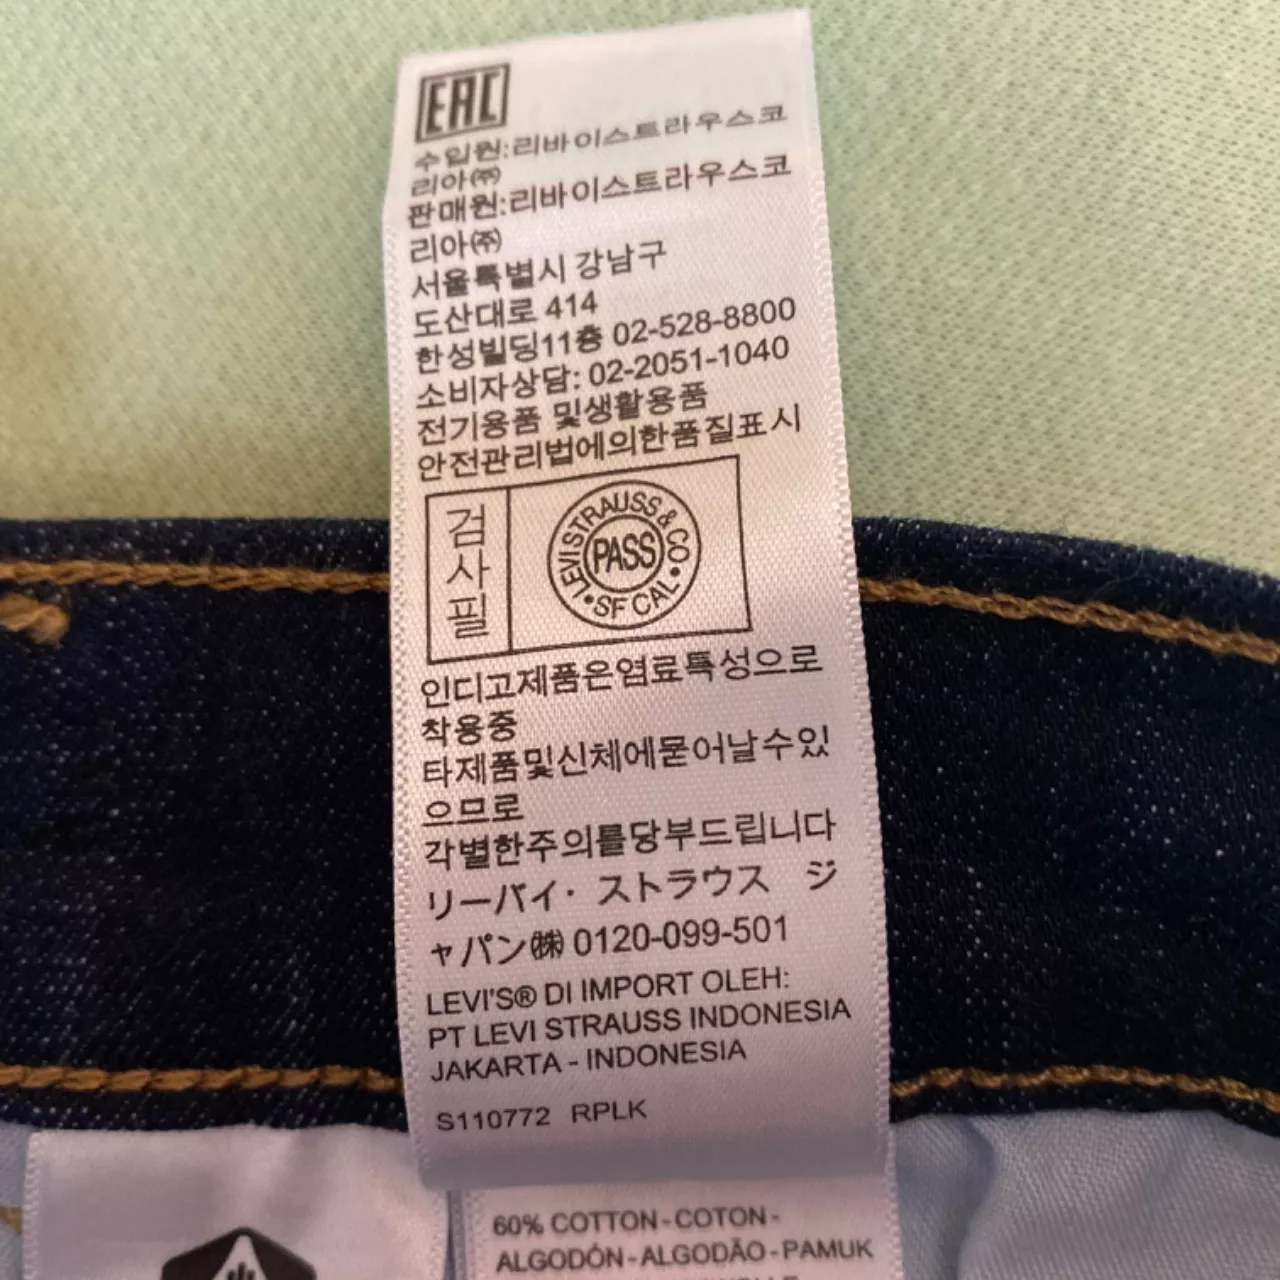 EAC
수입원:리바이스트라우스코
리아㈜
판매원:리바이스트라우스코
리아㈜
서울특별시 강남구
도산대로 414
한성빌딩11층 02-528-8800
소비자상담: 02-2051-1040
전기용품 및생활용품
안전관리법에의한품질표시
검사필
LEVI STRAUSS & CO
PASS
SF CAL
인디고제품은염료특성으로
착용중
타제품및신체에묻어날수있
으므로
각별한주의를당부드립니다
リーバイ・ ストラウス ジ
ャパン㈱ 0120-099-501
LEVI'S® DI IMPORT OLEH:
PT LEVI STRAUSS INDONESIA
JAKARTA - INDONESIA
S110772 RPLK
60% COTTON - COTON -
ALGODÓN - ALGODÃO - PAMUK